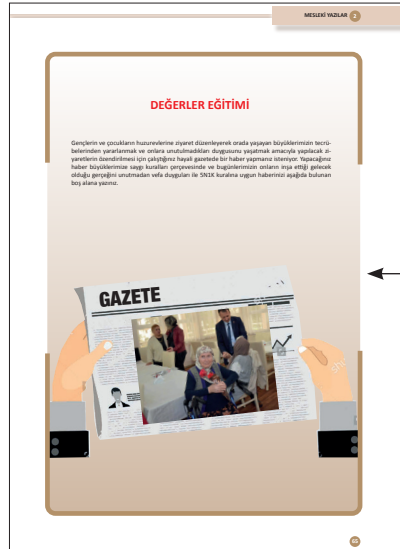 MESLEKİ YAZILAR 2
DEĞERLER EĞİTİMİ
Gençlerin ve çocukların huzurevlerine ziyaret düzenleyerek orada yaşayan büyüklerimizin tecrü-
belerinden yararlanmak ve onlara unutulmadıkları duygusunu yaşatmak amacıyla yapılacak zi-
yaretlerin özendirilmesi için çalıştığınız hayali gazetede bir haber yapmanız isteniyor. Yapacağınız
haber büyüklerimize saygı kuralları çerçevesinde ve bugünlerimizin onların inşa ettiği gelecek
olduğu gerçeğini unutmadan vefa duyguları ile 5N1K kuralına uygun haberinizi aşağıda bulunan
boş alana yazınız.
GAZETE